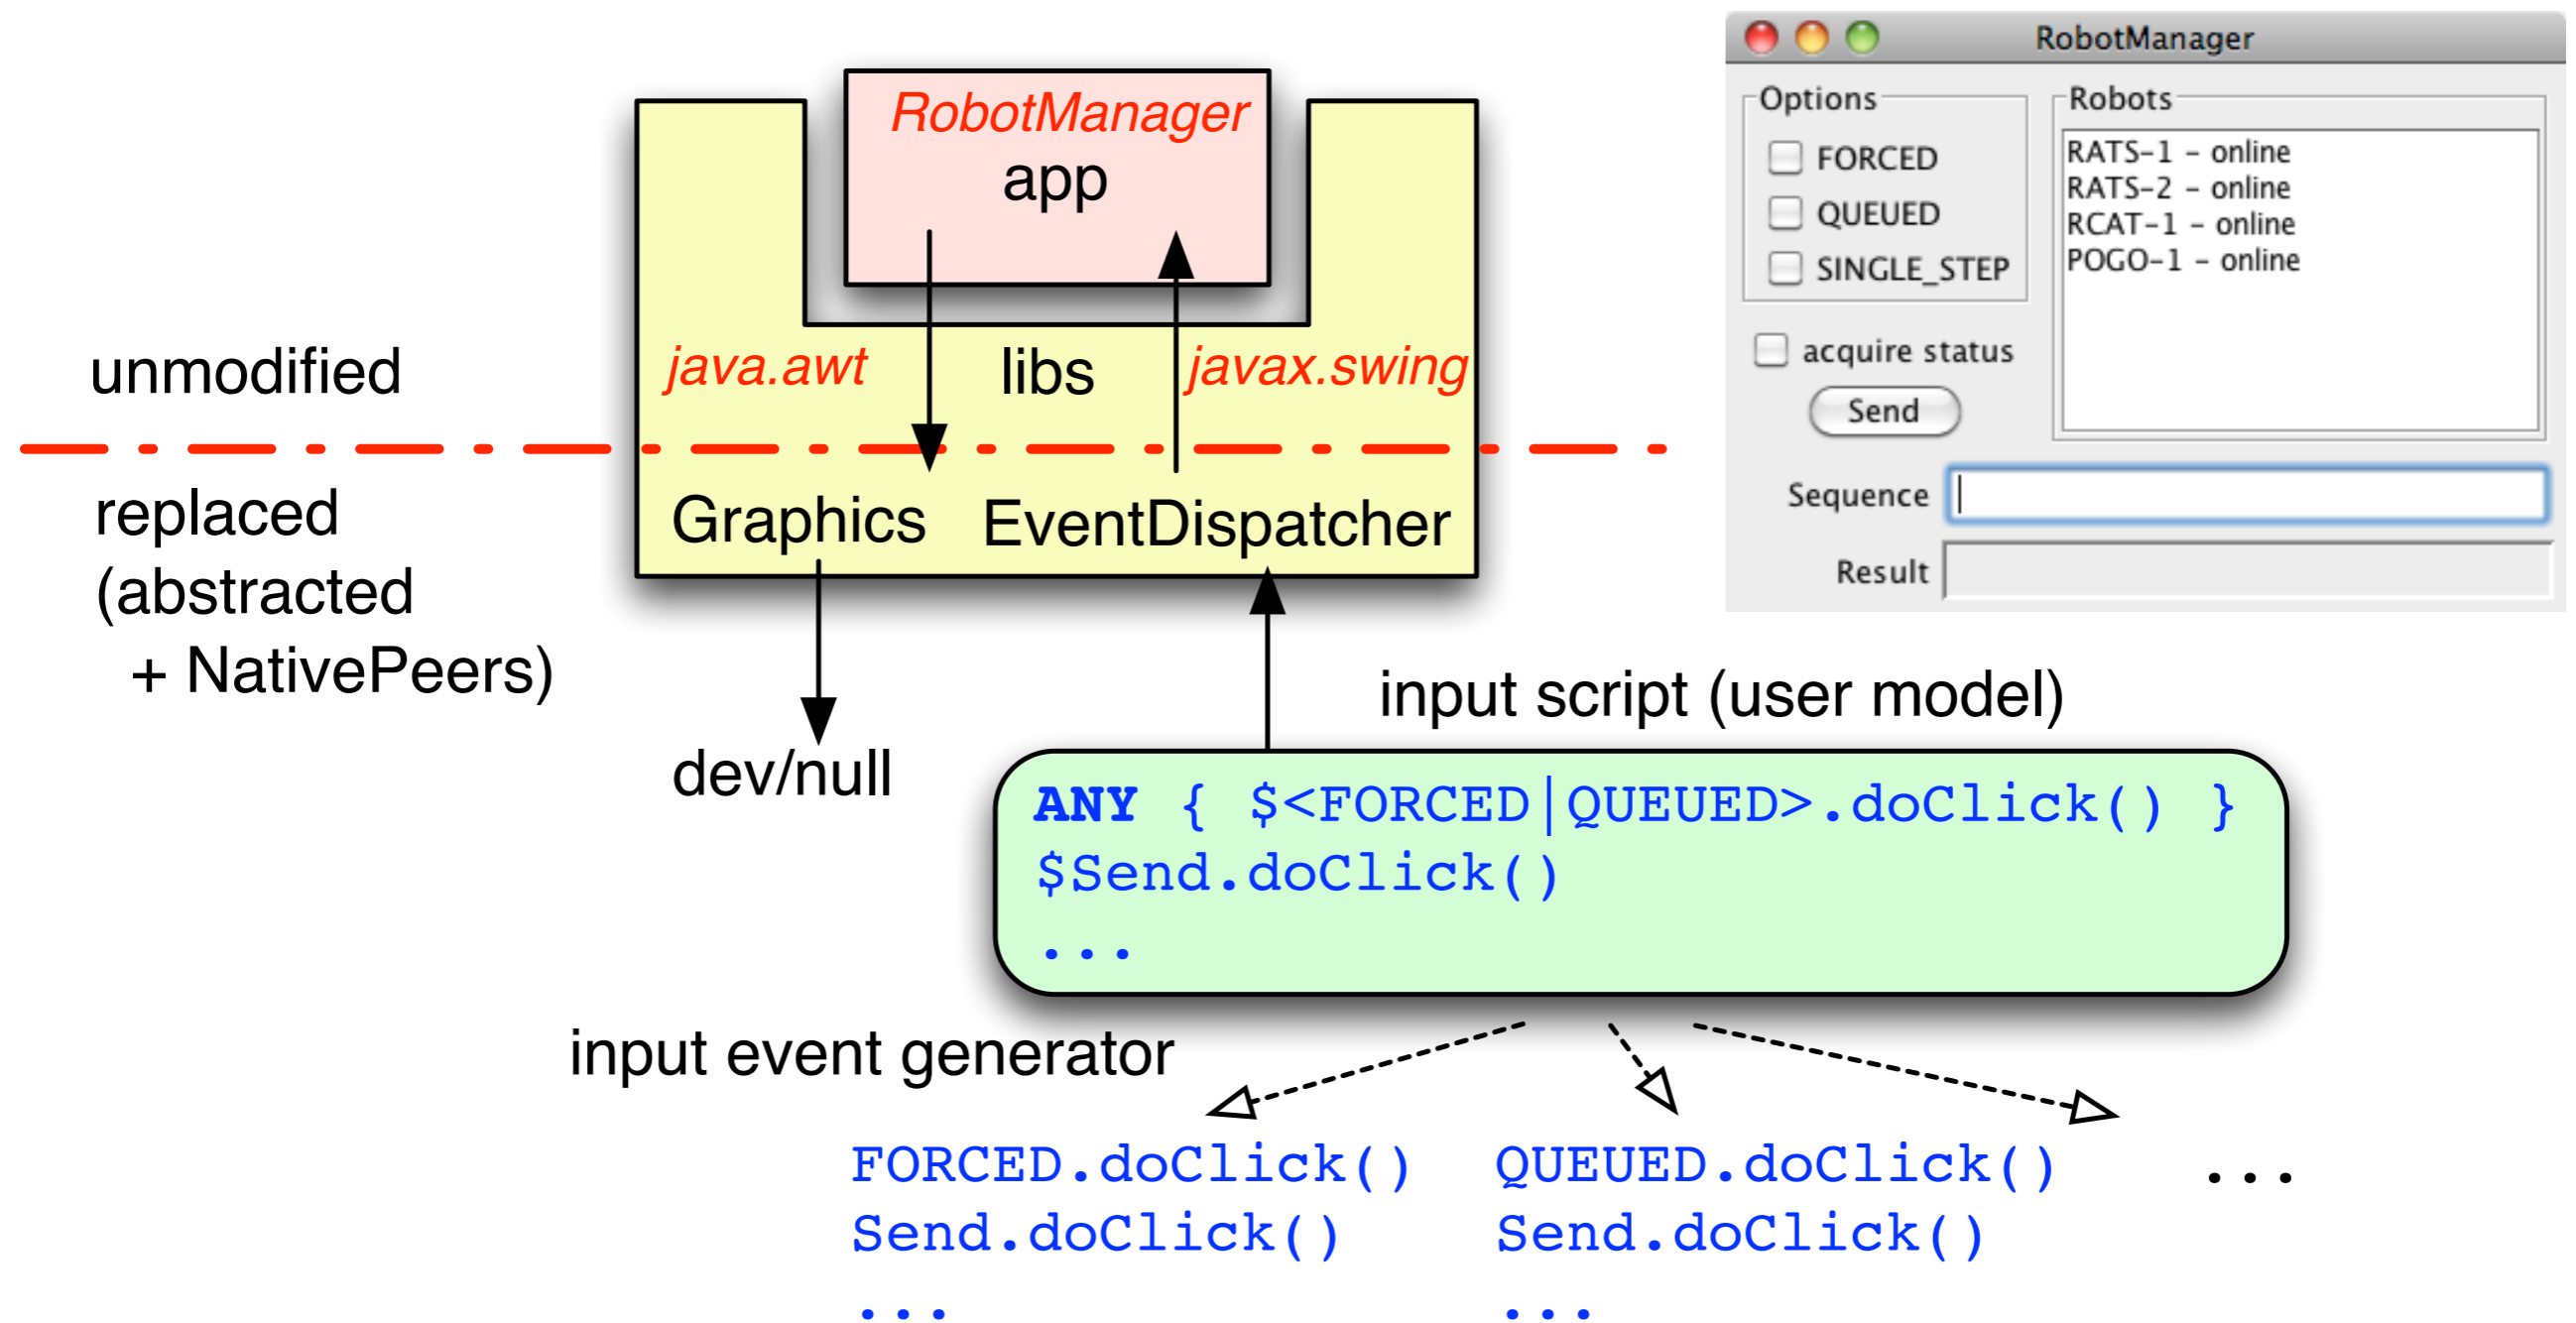 RobotManager
app
java.awt
libs
javax.swing
unmodified
replaced
(abstracted
+ NativePeers)
Graphics
EventDispatcher
dev/null
RobotManager
Options
FORCED
QUEUED
SINGLE_STEP
acquire status
Send
Robots
RATS-1 - online
RATS-2 - online
RCAT-1 - online
POGO-1 - online
Sequence
Result
input script (user model)
ANY { $<FORCED|QUEUED>.doClick() }
$Send.doClick()
...
input event generator
FORCED.doClick()
Send.doClick()
...
QUEUED.doClick()
Send.doClick()
...
...